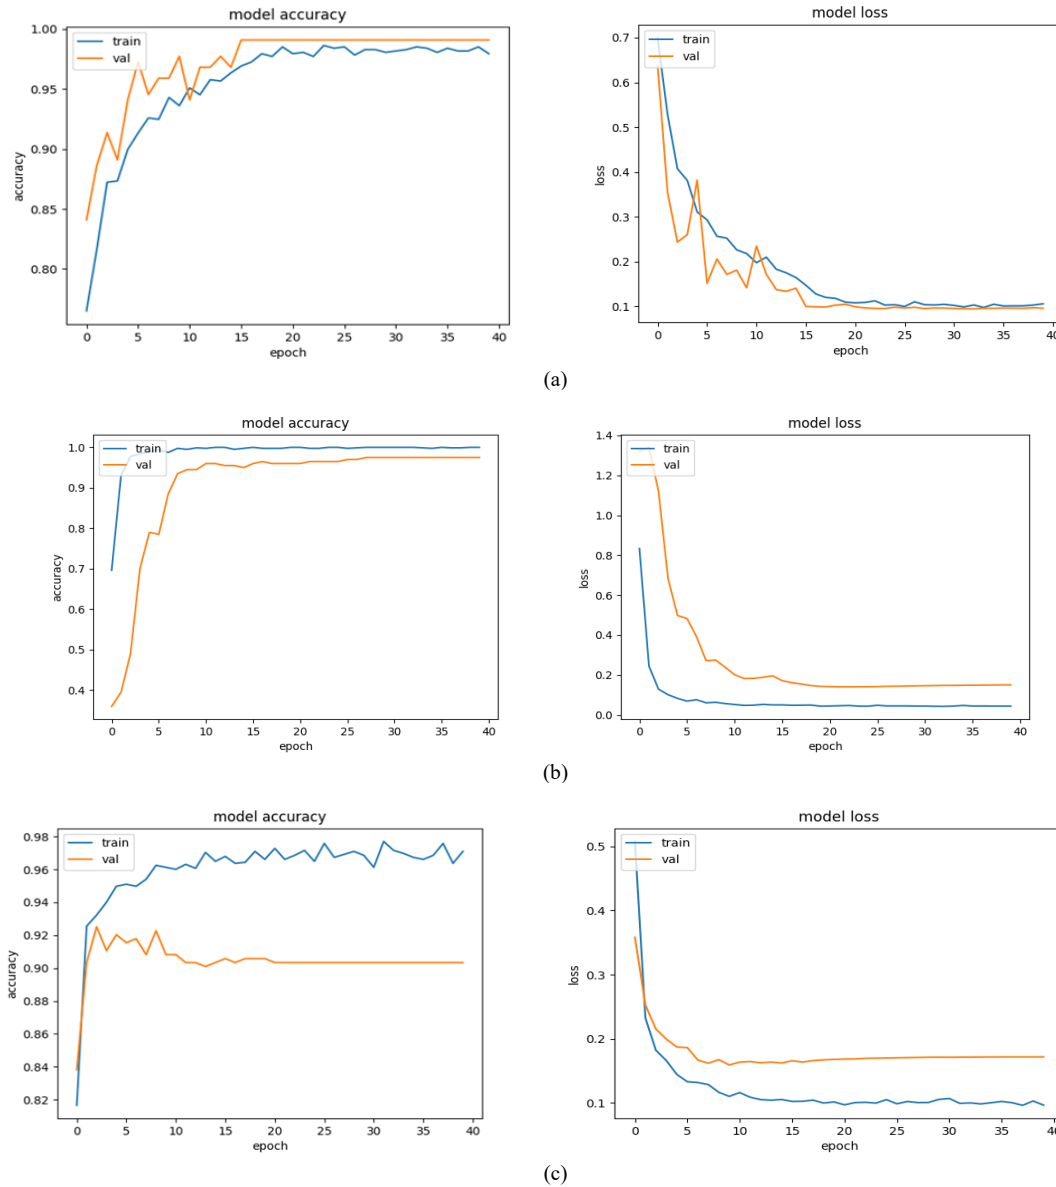 model accuracy
train
val
1.00
0.95
0.90
0.85
0.80
accuracy
0 5 10 15 20 25 30 35 40
epoch
model loss
train
val
0.7
0.6
0.5
0.4
0.3
0.2
0.1
loss
0 5 10 15 20 25 30 35 40
epoch
(a)
model accuracy
train
val
1.0
0.9
0.8
0.7
0.6
0.5
0.4
accuracy
0 5 10 15 20 25 30 35 40
epoch
model loss
train
val
1.4
1.2
1.0
0.8
0.6
0.4
0.2
0.0
loss
0 5 10 15 20 25 30 35 40
epoch
(b)
model accuracy
train
val
0.98
0.96
0.94
0.92
0.90
0.88
0.86
0.84
0.82
accuracy
0 5 10 15 20 25 30 35 40
epoch
model loss
train
val
0.5
0.4
0.3
0.2
0.1
loss
0 5 10 15 20 25 30 35 40
epoch
(c)